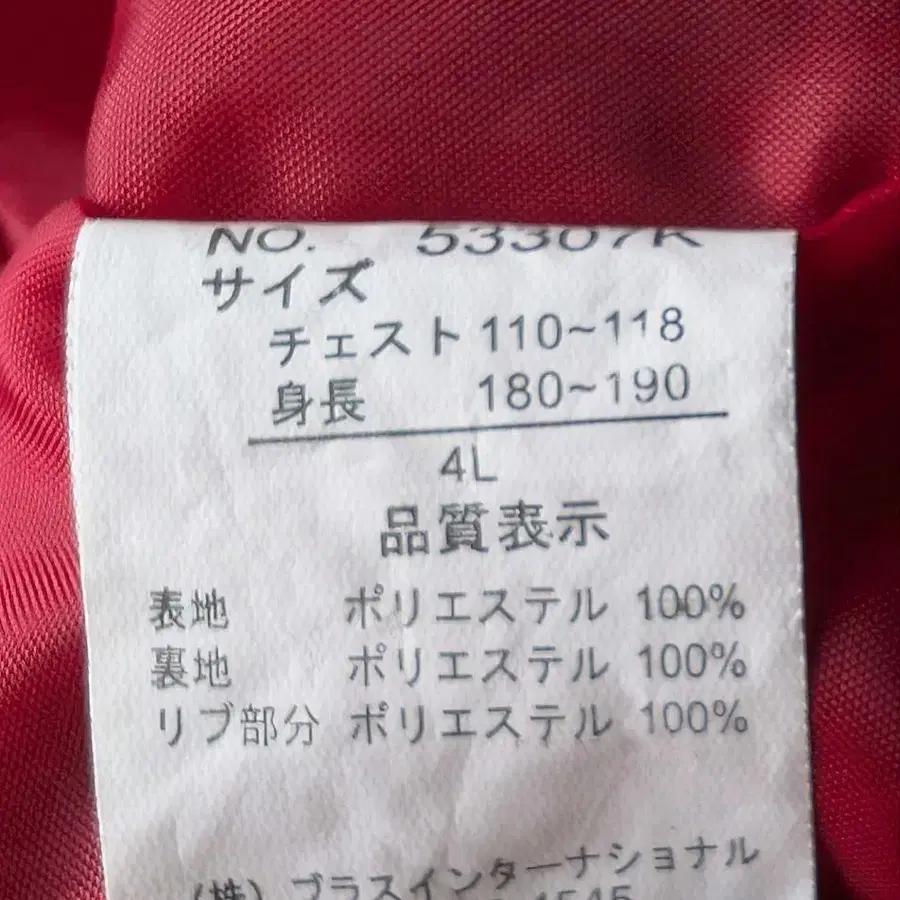 NO. 53307K
サイズ
チェスト 110~118
身長 180~190
4L
品質表示
表地 ポリエステル 100%
裏地 ポリエステル 100%
リブ部分 ポリエステル 100%
(株) プラスインターナショナル